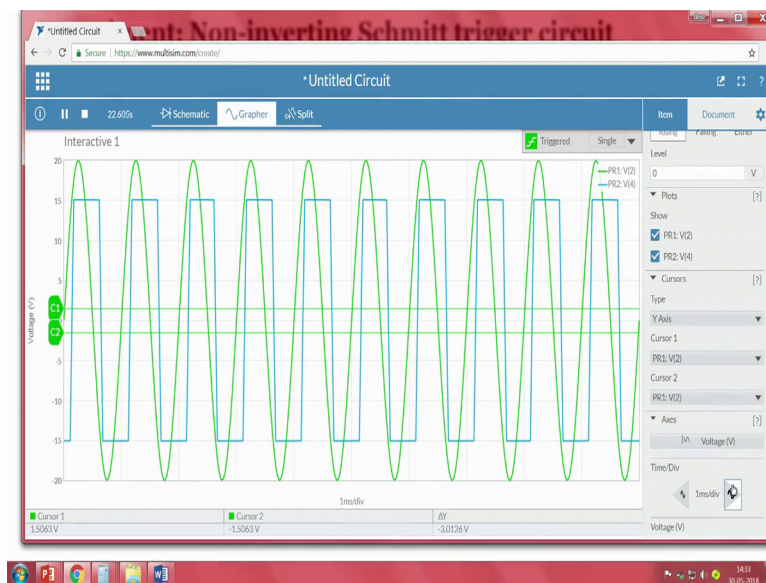 ent: Non-inverting Schmitt trigger circuit
*Untitled Circuit
Secure
https://www.multisim.com/create/
*Untitled Circuit
22.605s
Schematic
Grapher
Split
Item
Document
Interactive 1
Triggered
Single
Rising
Falling
Either
Level
0
V
Plots
[?]
Show
PR1: V(2)
PR2: V(4)
Cursors
[?]
Type
Y Axis
Cursor 1
PR1: V(2)
Cursor 2
PR1: V(2)
Axes
[?]
Voltage (V)
Time/Div
1ms/div
Voltage (V)
PR1: V(2)
PR2: V(4)
20
15
10
5
C1
C2
-5
-10
-15
-20
Voltage (V)
1ms/div
Cursor 1
Cursor 2
ΔY
1.5063 V
-1.5063 V
-3.0126 V
14:33
30-05-2018